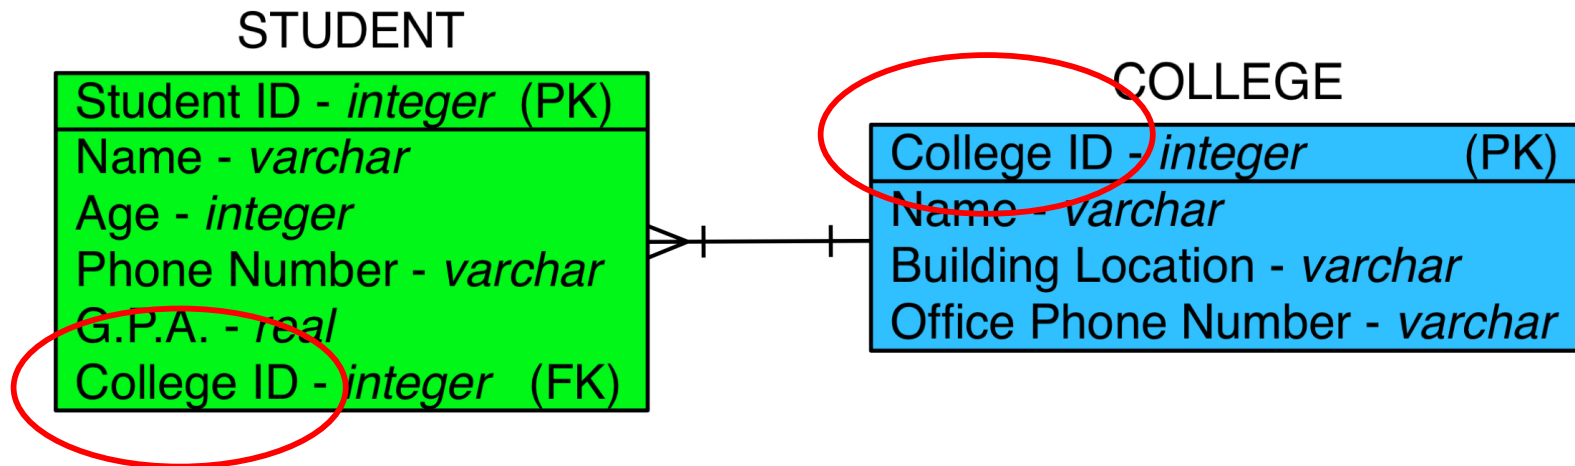 STUDENT
Student ID - integer (PK)
Name - varchar
Age - integer
Phone Number - varchar
G.P.A. - real
College ID - integer (FK)
COLLEGE
College ID - integer (PK)
Name - varchar
Building Location - varchar
Office Phone Number - varchar